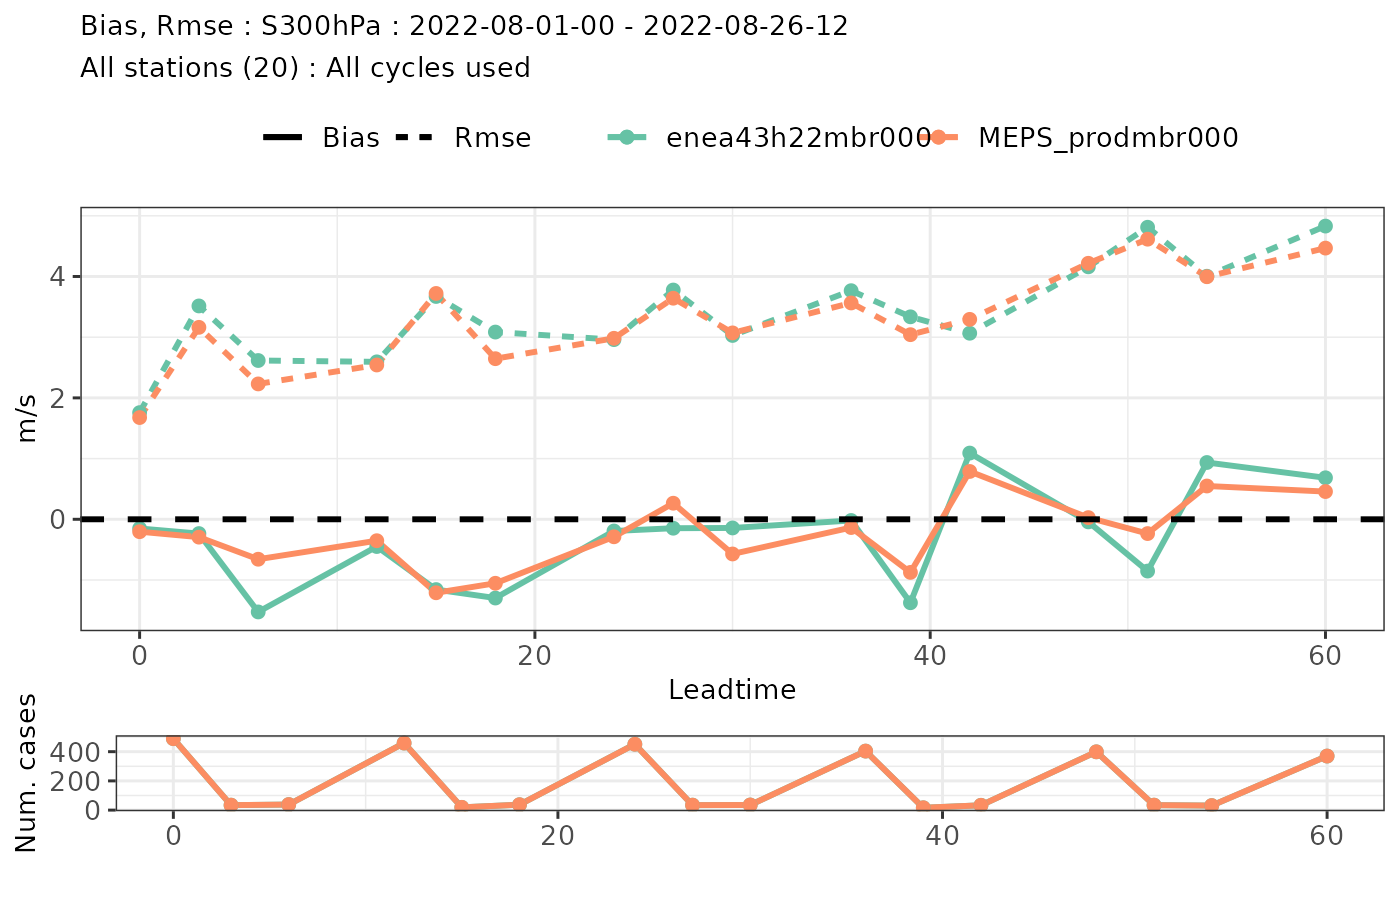 Bias, Rmse : S300hPa : 2022-08-01-00 - 2022-08-26-12
All stations (20) : All cycles used
Bias Rmse enea43h22mbr000 MEPS_prodmbr000
m/s
4
2
0
0 20 40 60
Leadtime
Num. cases
400
200
0
0 20 40 60